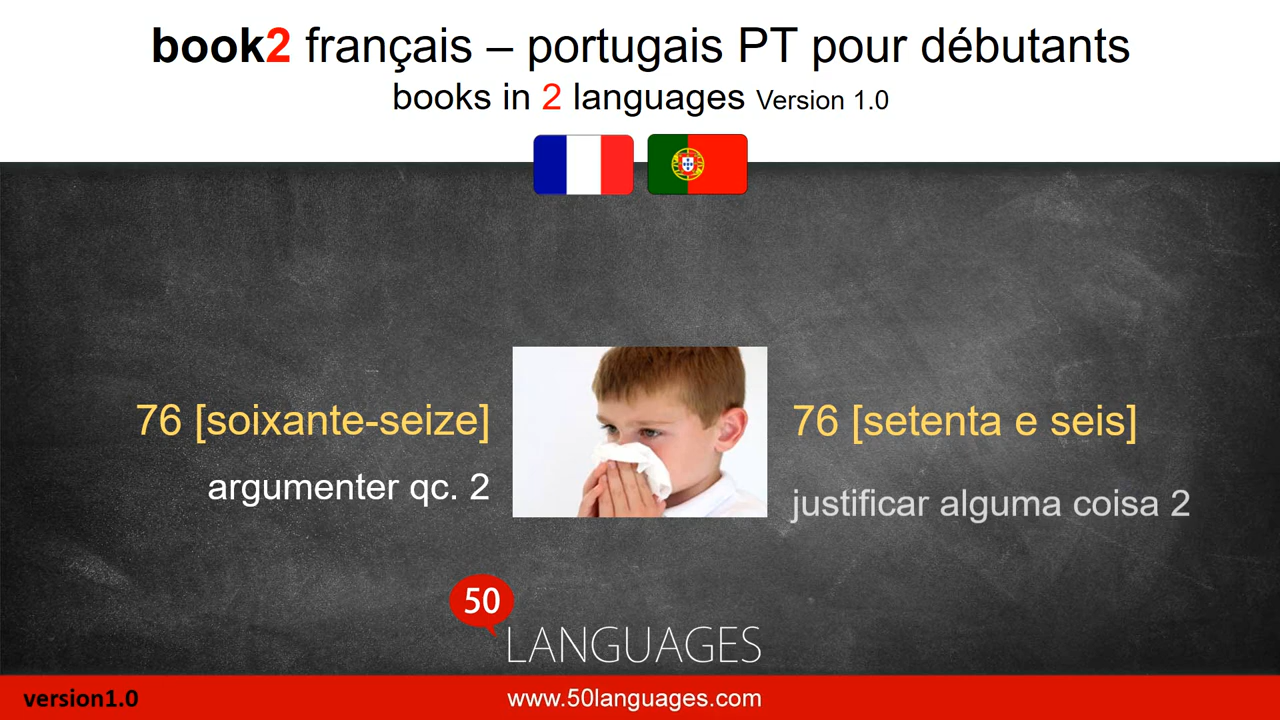 book2 français – portugais PT pour débutants
books in 2 languages Version 1.0
76 [soixante-seize]
argumenter qc. 2
76 [setenta e seis]
justificar alguma coisa 2
50
LANGUAGES
version1.0
www.50languages.com